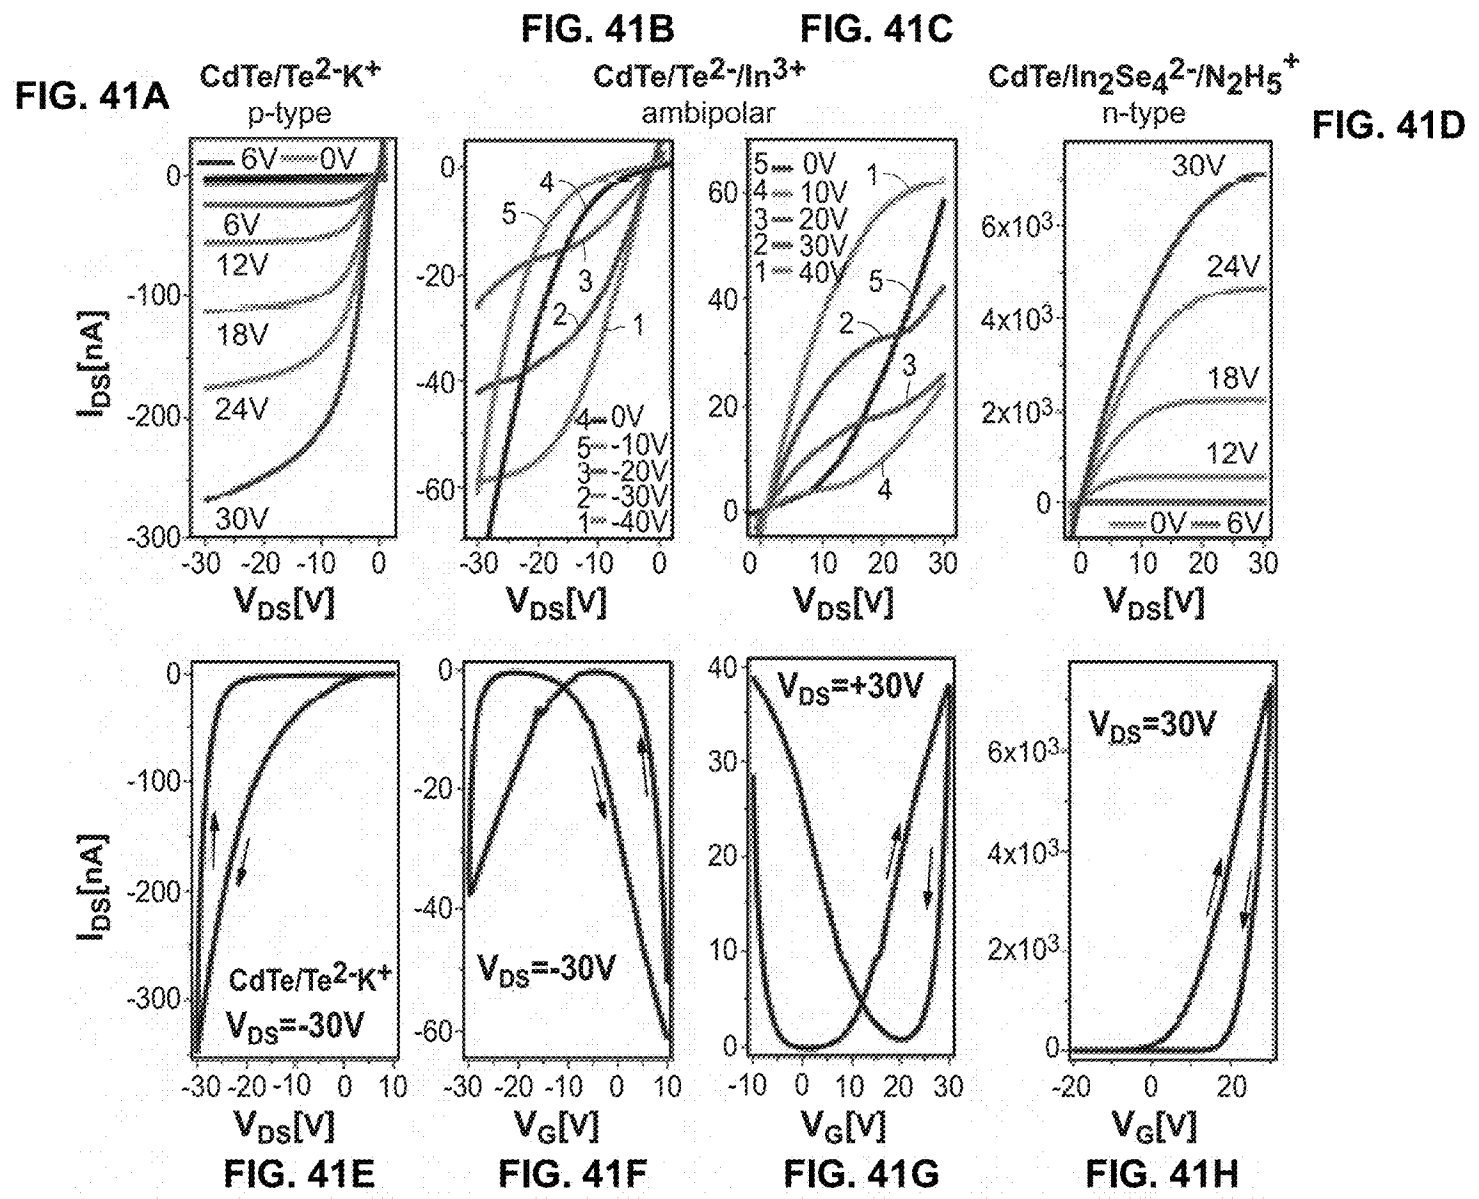 FIG. 41B
FIG. 41C
FIG. 41A
CdTe/Te2-K+
p-type
CdTe/Te2-/In3+
ambipolar
CdTe/In2Se42-/N2H5+
n-type
FIG. 41D
IDS[nA]
0
-100
-200
-300
6V 0V
6V
12V
18V
24V
30V
-30 -20 -10 0
VDS[V]
0
-20
-40
-60
4
5
3
2
1
4 0V
5 -10V
3 -20V
2 -30V
1 -40V
-30 -20 -10 0
VDS[V]
60
40
20
0
5 0V
4 10V
3 20V
2 30V
1 40V
1
5
2
3
4
0 10 20 30
VDS[V]
6x103
4x103
2x103
0
30V
24V
18V
12V
0V 6V
0 10 20 30
VDS[V]
IDS[nA]
0
-100
-200
-300
CdTe/Te2-K+
VDS=-30V
-30 -20 -10 0 10
VDS[V]
FIG. 41E
0
-20
-40
-60
VDS=-30V
-30 -20 -10 0 10
VG[V]
FIG. 41F
40
30
20
10
0
VDS=+30V
-10 0 10 20 30
VG[V]
FIG. 41G
6x103
4x103
2x103
0
VDS=30V
-20 0 20
VG[V]
FIG. 41H